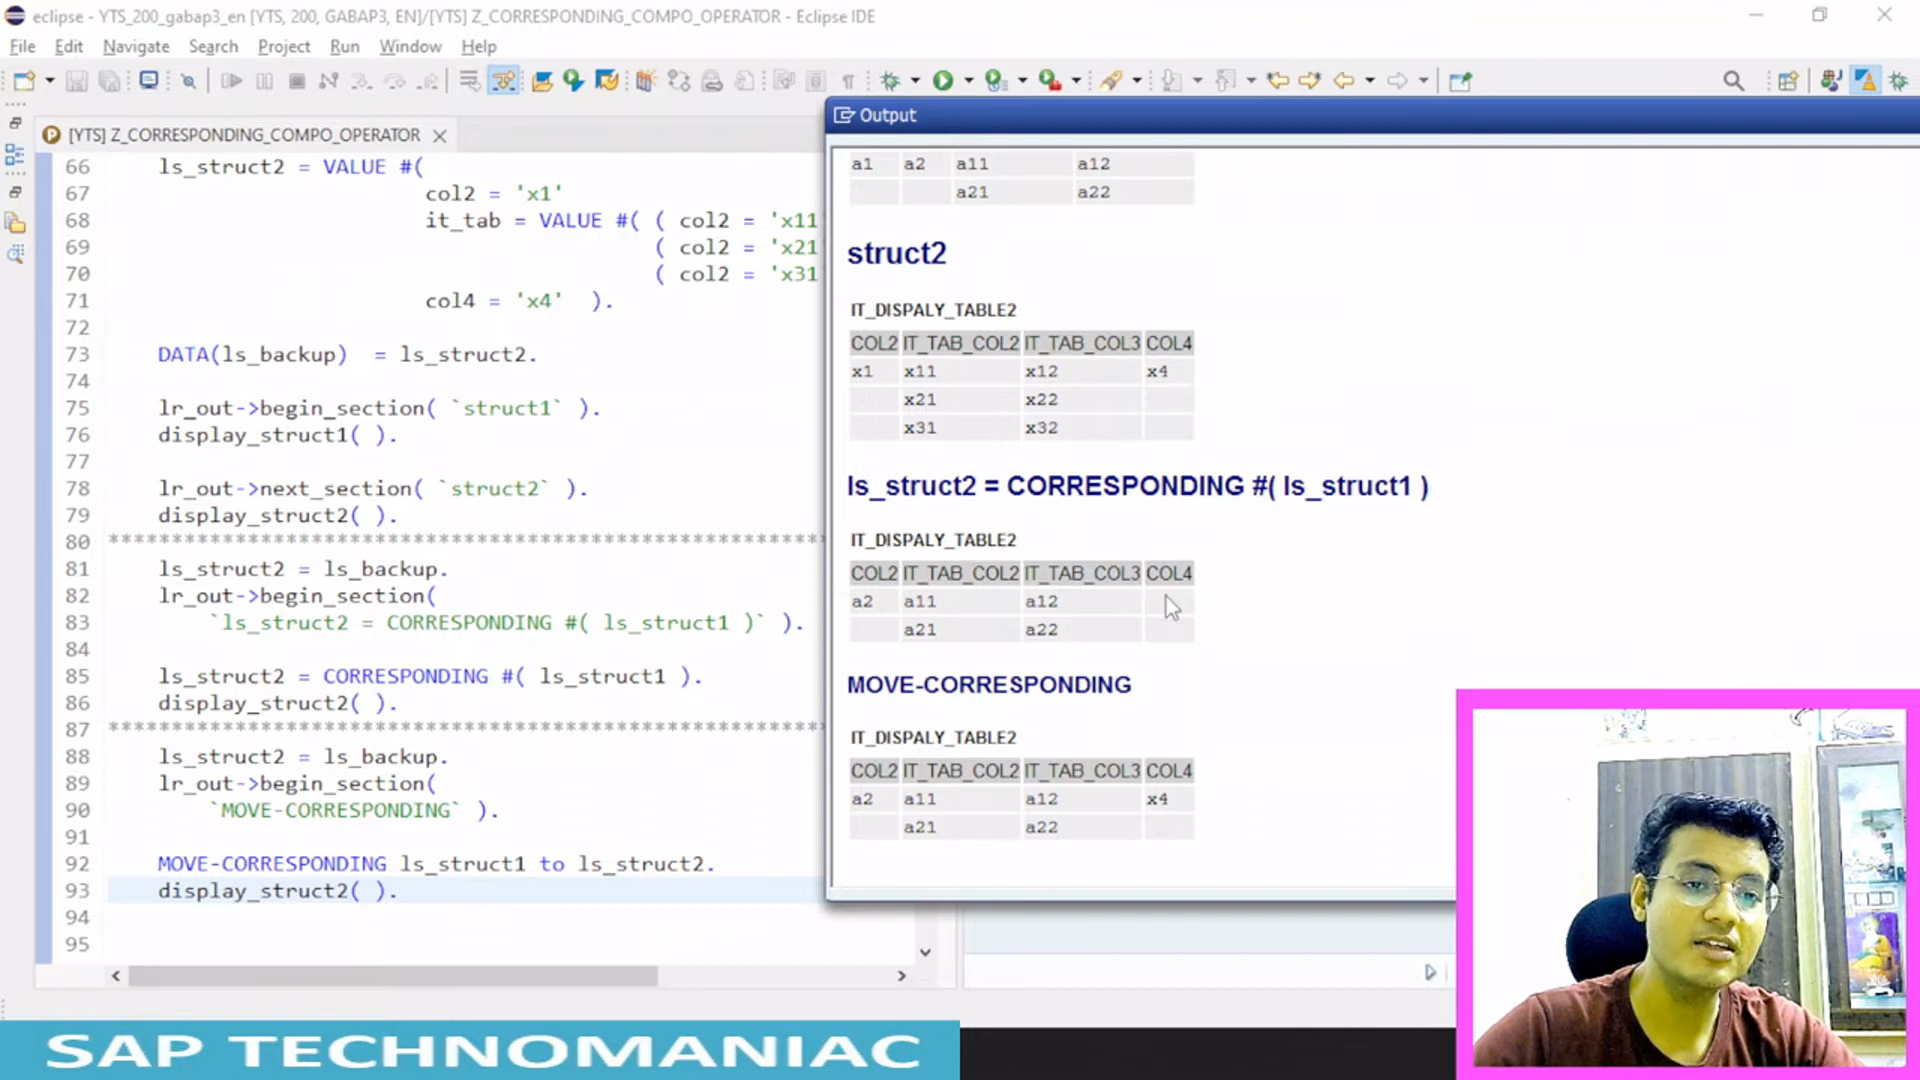 eclipse - YTS_200_gabap3_en [YTS, 200, GABAP3, EN]/[YTS] Z_CORRESPONDING_COMPO_OPERATOR - Eclipse IDE
File Edit Navigate Search Project Run Window Help
[YTS] Z_CORRESPONDING_COMPO_OPERATOR
66 ls_struct2 = VALUE #(
67 col2 = 'x1'
68 it_tab = VALUE #( ( col2 = 'x11
69 ( col2 = 'x21
70 ( col2 = 'x31
71 col4 = 'x4' ).
72
73 DATA(ls_backup) = ls_struct2.
74
75 lr_out->begin_section( `struct1` ).
76 display_struct1( ).
77
78 lr_out->next_section( `struct2` ).
79 display_struct2( ).
80 ********************************************************************
81 ls_struct2 = ls_backup.
82 lr_out->begin_section(
83 `ls_struct2 = CORRESPONDING #( ls_struct1 )` ).
84
85 ls_struct2 = CORRESPONDING #( ls_struct1 ).
86 display_struct2( ).
87 ********************************************************************
88 ls_struct2 = ls_backup.
89 lr_out->begin_section(
90 `MOVE-CORRESPONDING` ).
91
92 MOVE-CORRESPONDING ls_struct1 to ls_struct2.
93 display_struct2( ).
94
95
Output
a1 a2 a11 a12
a21 a22
struct2
IT_DISPALY_TABLE2
COL2 IT_TAB_COL2 IT_TAB_COL3 COL4
x1 x11 x12 x4
x21 x22
x31 x32
ls_struct2 = CORRESPONDING #( ls_struct1 )
IT_DISPALY_TABLE2
COL2 IT_TAB_COL2 IT_TAB_COL3 COL4
a2 a11 a12
a21 a22
MOVE-CORRESPONDING
IT_DISPALY_TABLE2
COL2 IT_TAB_COL2 IT_TAB_COL3 COL4
a2 a11 a12 x4
a21 a22
SAP TECHNOMANIAC